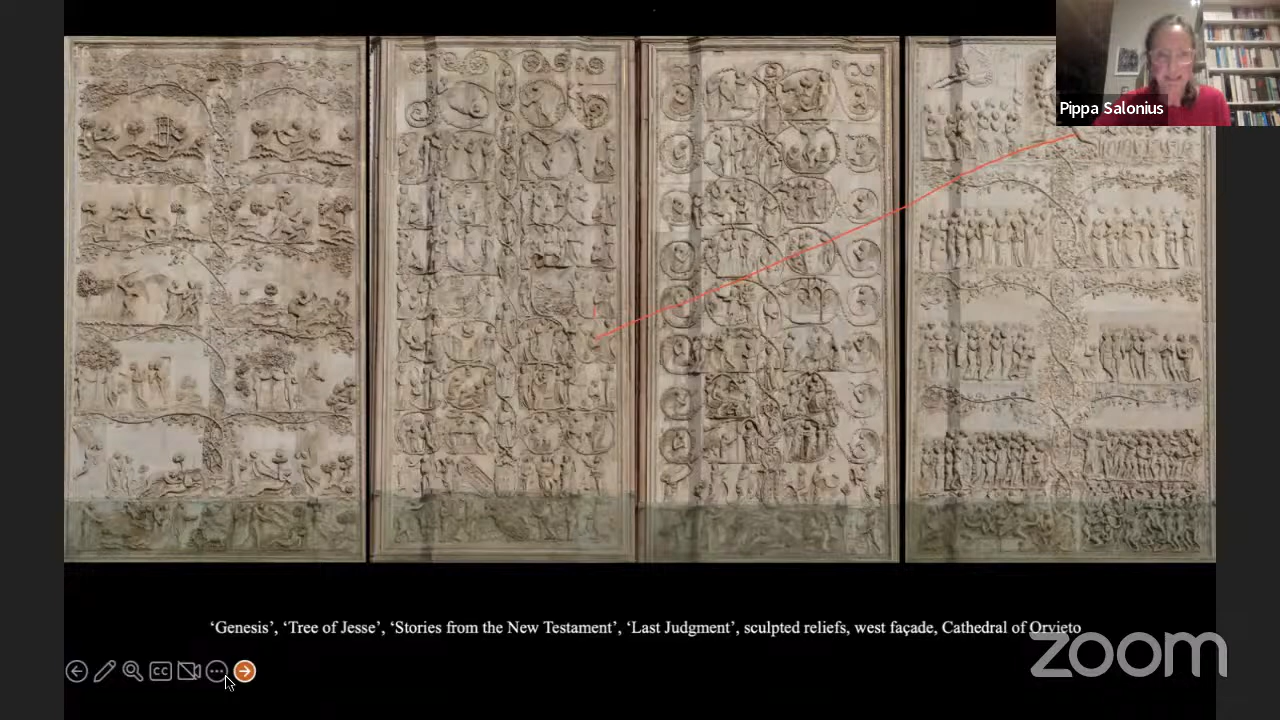 Pippa Salonius
‘Genesis’, ‘Tree of Jesse’, ‘Stories from the New Testament’, ‘Last Judgment’, sculpted reliefs, west façade, Cathedral of Orvieto
CC
zoom